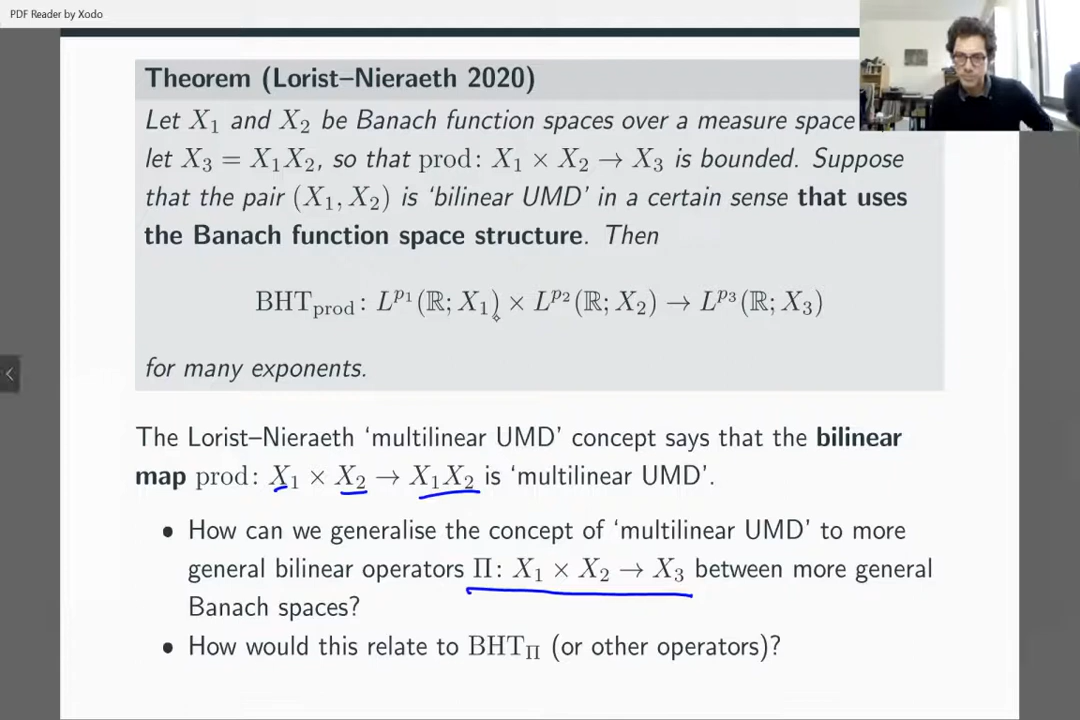 PDF Reader by Xodo
Theorem (Lorist–Nieraeth 2020)
Let X₁ and X₂ be Banach function spaces over a measure space
let X₃ = X₁X₂, so that prod: X₁ × X₂ → X₃ is bounded. Suppose
that the pair (X₁, X₂) is ‘bilinear UMD’ in a certain sense that uses
the Banach function space structure. Then
BHT_prod : L^{p₁}(ℝ; X₁) × L^{p₂}(ℝ; X₂) → L^{p₃}(ℝ; X₃)
for many exponents.
The Lorist–Nieraeth ‘multilinear UMD’ concept says that the bilinear
map prod: X₁ × X₂ → X₁X₂ is ‘multilinear UMD’.
• How can we generalise the concept of ‘multilinear UMD’ to more
general bilinear operators Π: X₁ × X₂ → X₃ between more general
Banach spaces?
• How would this relate to BHT_Π (or other operators)?